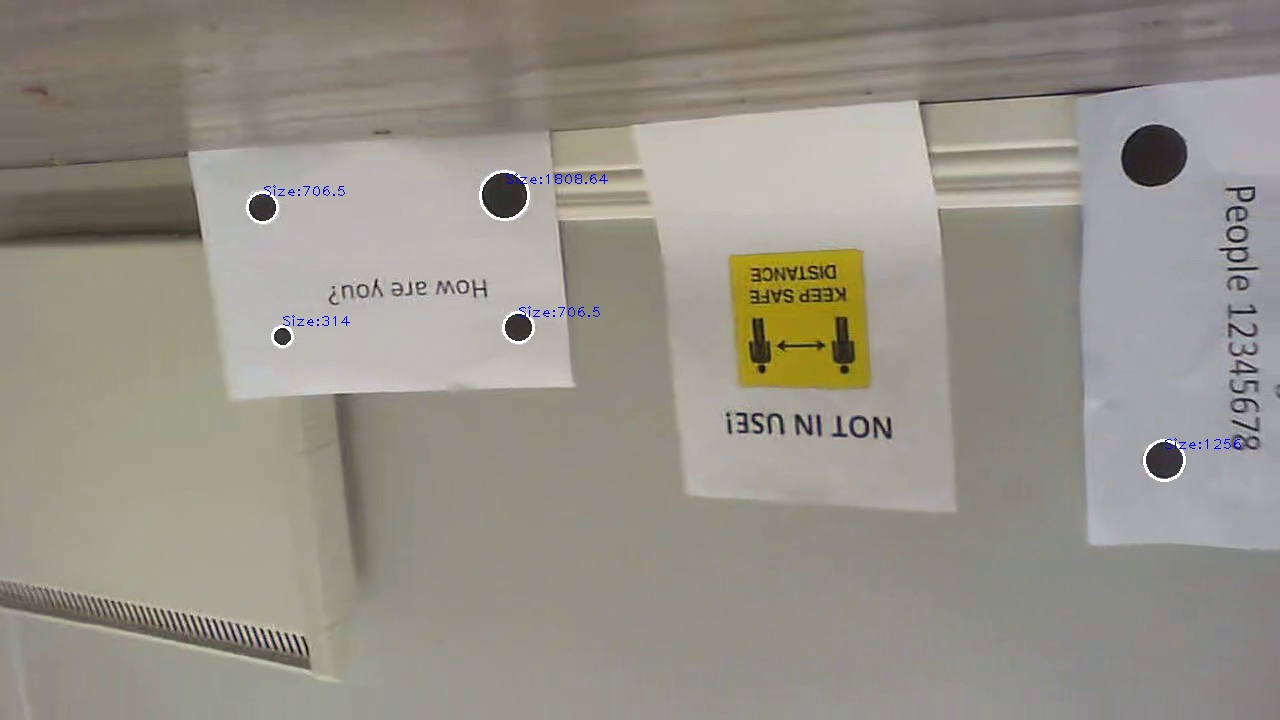 Size:706.5
Size:1808.64
Size:314
Size:706.5
How are you?
KEEP SAFE
DISTANCE
NOT IN USE!
People 12345678
Size:1256